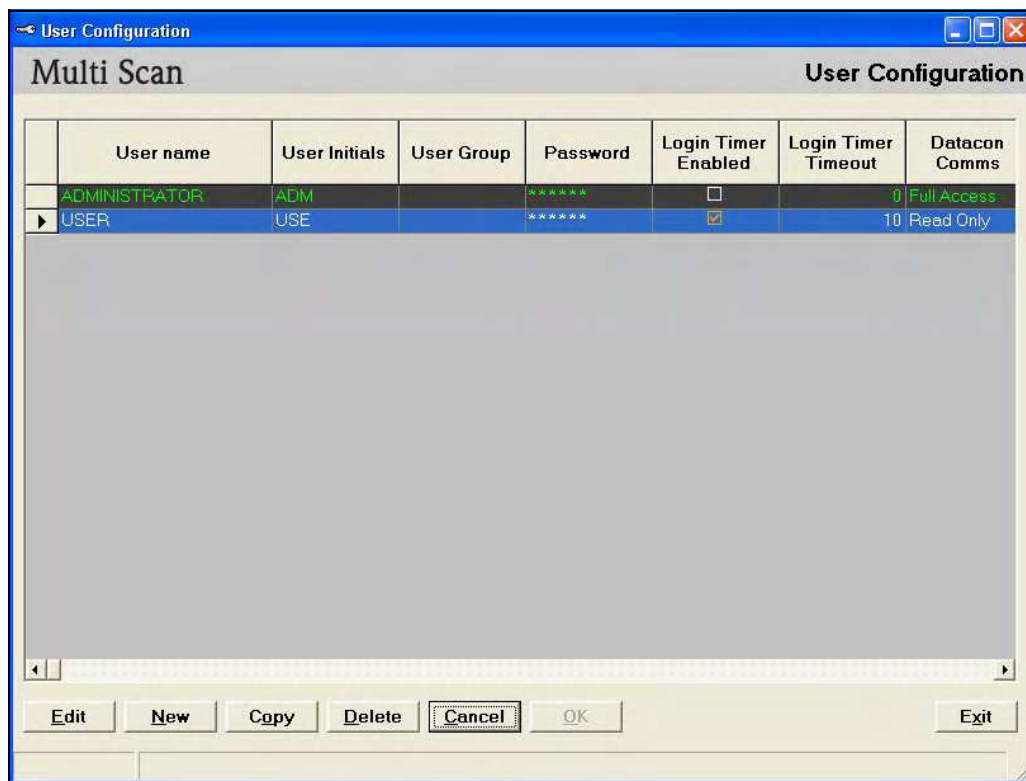 User Configuration
Multi Scan User Configuration
User name User Initials User Group Password Login Timer Enabled Login Timer Timeout Datacon Comms
ADMINISTRATOR ADM ****** 0 Full Access
USER USE ****** 10 Read Only
Edit New Copy Delete Cancel OK Exit